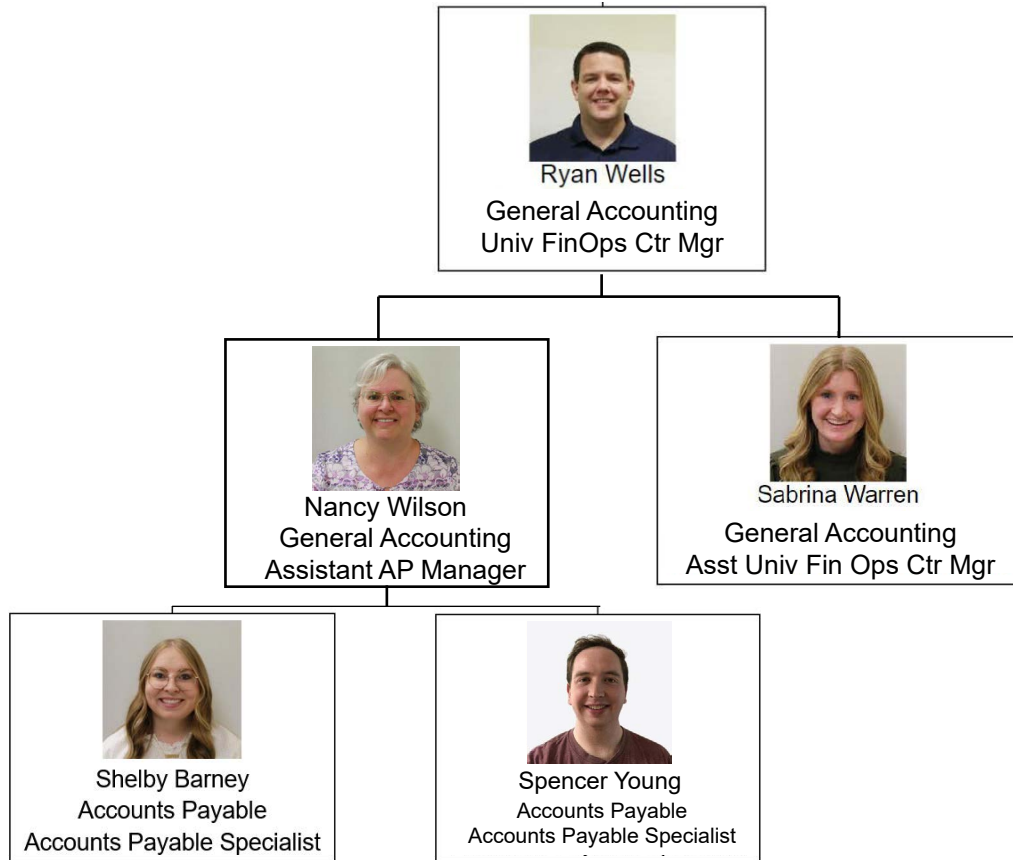 Ryan Wells
General Accounting
Univ FinOps Ctr Mgr
Nancy Wilson
General Accounting
Assistant AP Manager
Sabrina Warren
General Accounting
Asst Univ Fin Ops Ctr Mgr
Shelby Barney
Accounts Payable
Accounts Payable Specialist
Spencer Young
Accounts Payable
Accounts Payable Specialist